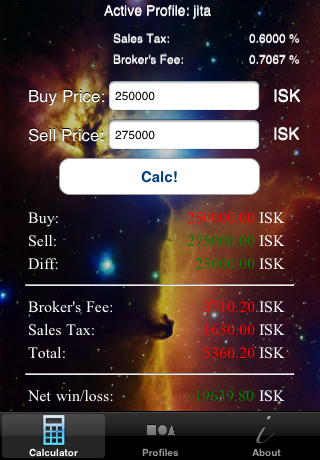 Active Profile: jita
Sales Tax: 0.6000 %
Broker's Fee: 0.7067 %
Buy Price: 250000 ISK
Sell Price: 275000 ISK
Calc!
Buy: 250000.00 ISK
Sell: 275000.00 ISK
Diff: 25000.00 ISK
Broker's Fee: 3710.20 ISK
Sales Tax: 1650.00 ISK
Total: 5360.20 ISK
Net win/loss: 19639.80 ISK
Calculator Profiles About